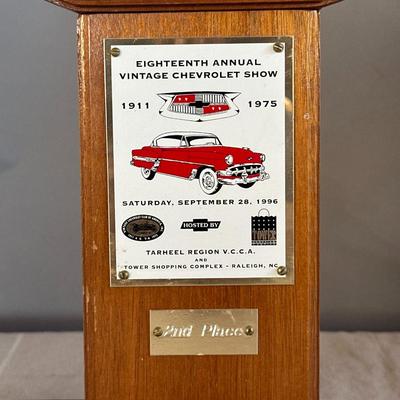 EIGHTEENTH ANNUAL
VINTAGE CHEVROLET SHOW
1911 1975
SATURDAY, SEPTEMBER 28, 1996
HOSTED BY
TOWER
TARHEEL REGION V.C.C.A.
AND
TOWER SHOPPING COMPLEX - RALEIGH, NC
2nd Place